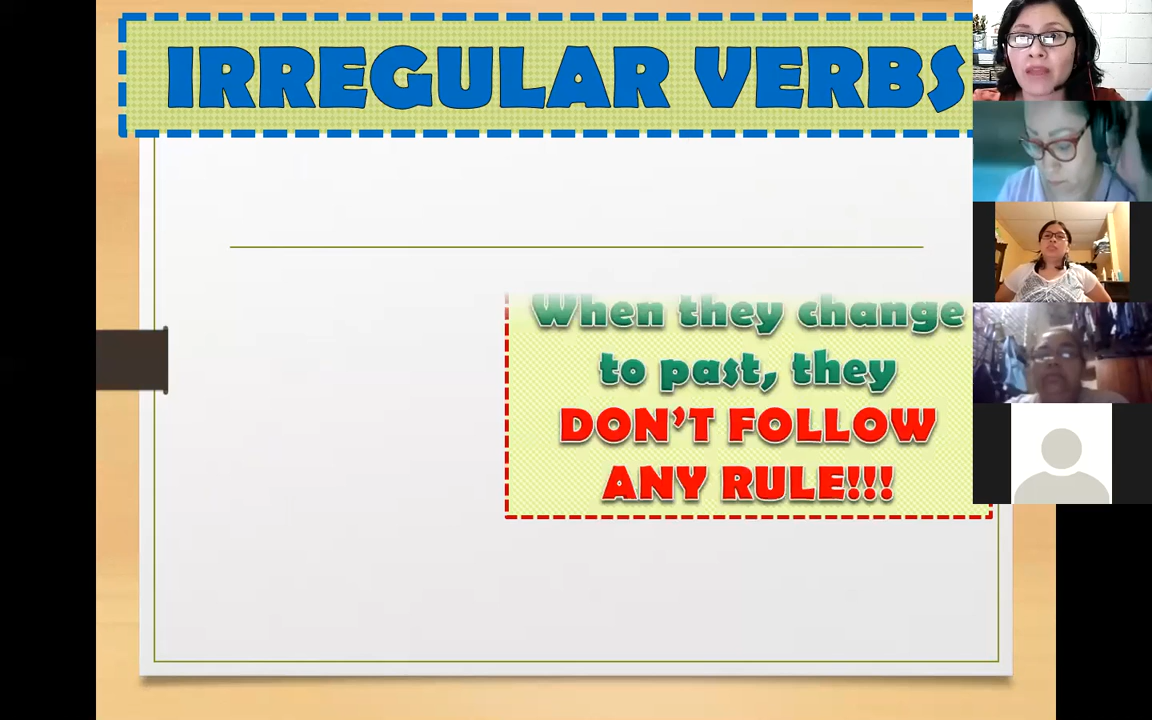 IRREGULAR VERBS
When they change
to past, they
DON'T FOLLOW
ANY RULE!!!